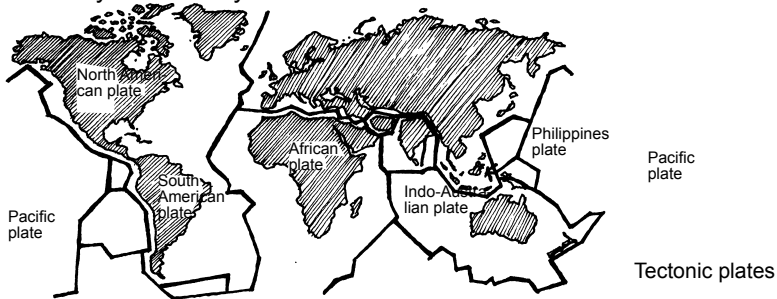 North Ameri-
can plate
African
plate
Philippines
plate
Pacific
plate
South
American
plate
Indo-Austra-
lian plate
Pacific
plate
Tectonic plates